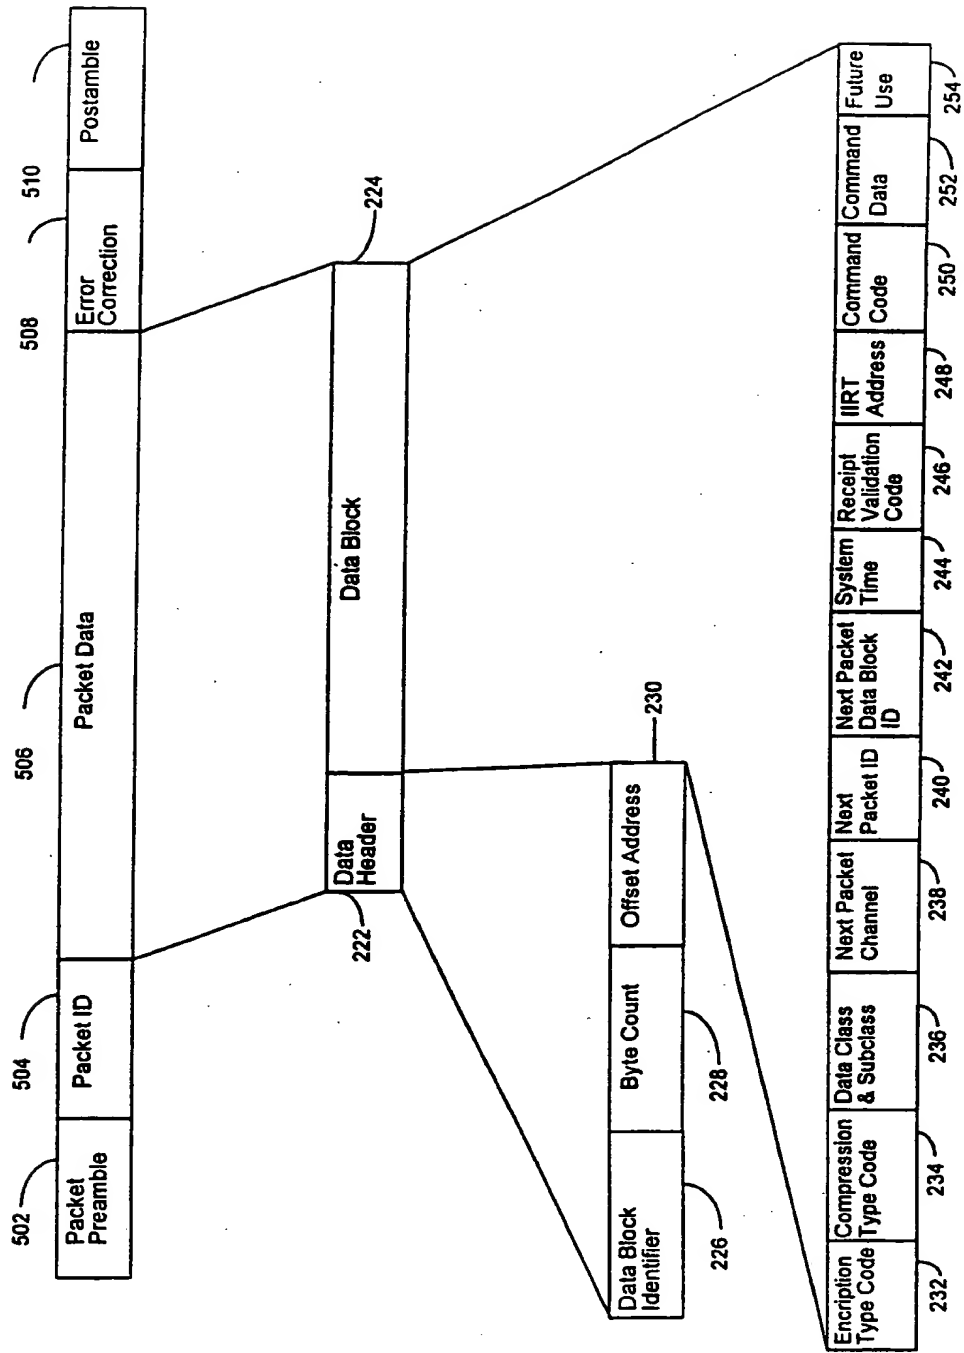 502
504
506
508
510
Packet
Preamble
Packet ID
Packet Data
Error
Correction
Postamble
222
Data
Header
Data Block
224
Data Block
Identifier
Byte Count
Offset Address
230
226
228
Encription
Type Code
Compression
Type Code
Data Class
& Subclass
Next Packet
Channel
Next
Packet ID
Next Packet
Data Block
ID
System
Time
Receipt
Validation
Code
IIRT
Address
Command
Code
Command
Data
Future
Use
232
234
236
238
240
242
244
246
248
250
252
254